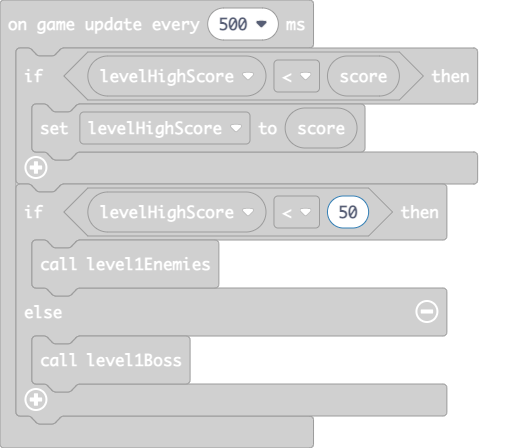 on game update every 500 ms
if levelHighScore < score then
set levelHighScore to score
if levelHighScore < 50 then
call level1Enemies
else
call level1Boss